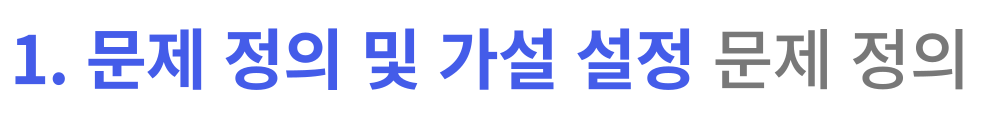 1. 문제 정의 및 가설 설정 문제 정의